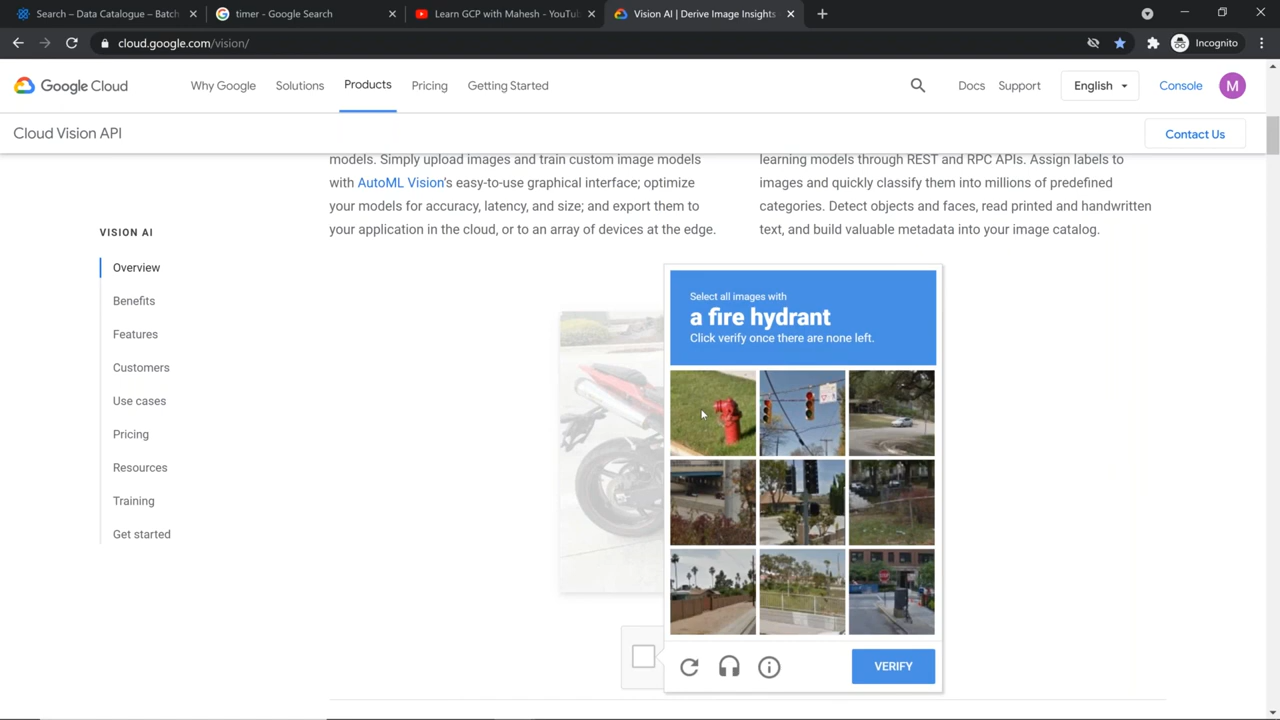 Search – Data Catalogue – Batch
timer - Google Search
Learn GCP with Mahesh - YouTu
Vision AI | Derive Image Insights
cloud.google.com/vision/
Incognito
Google Cloud
Why Google
Solutions
Products
Pricing
Getting Started
Docs
Support
English
Console
M
Cloud Vision API
Contact Us
models. Simply upload images and train custom image models
with AutoML Vision's easy-to-use graphical interface; optimize
your models for accuracy, latency, and size; and export them to
your application in the cloud, or to an array of devices at the edge.
learning models through REST and RPC APIs. Assign labels to
images and quickly classify them into millions of predefined
categories. Detect objects and faces, read printed and handwritten
text, and build valuable metadata into your image catalog.
VISION AI
Overview
Benefits
Features
Customers
Use cases
Pricing
Resources
Training
Get started
Select all images with
a fire hydrant
Click verify once there are none left.
VERIFY